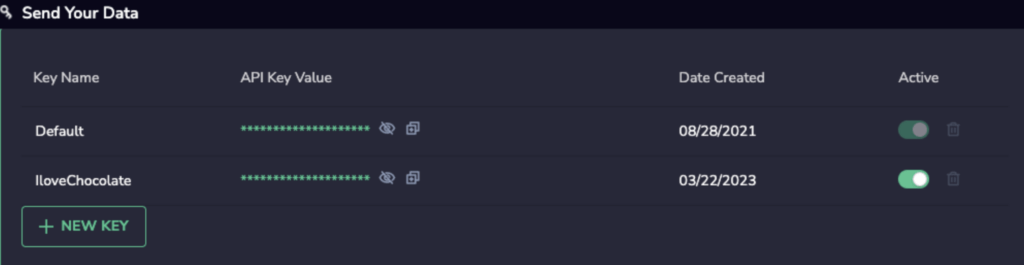 Send Your Data
Key Name API Key Value Date Created Active
Default ******************** 08/28/2021
IloveChocolate ******************** 03/22/2023
+ NEW KEY